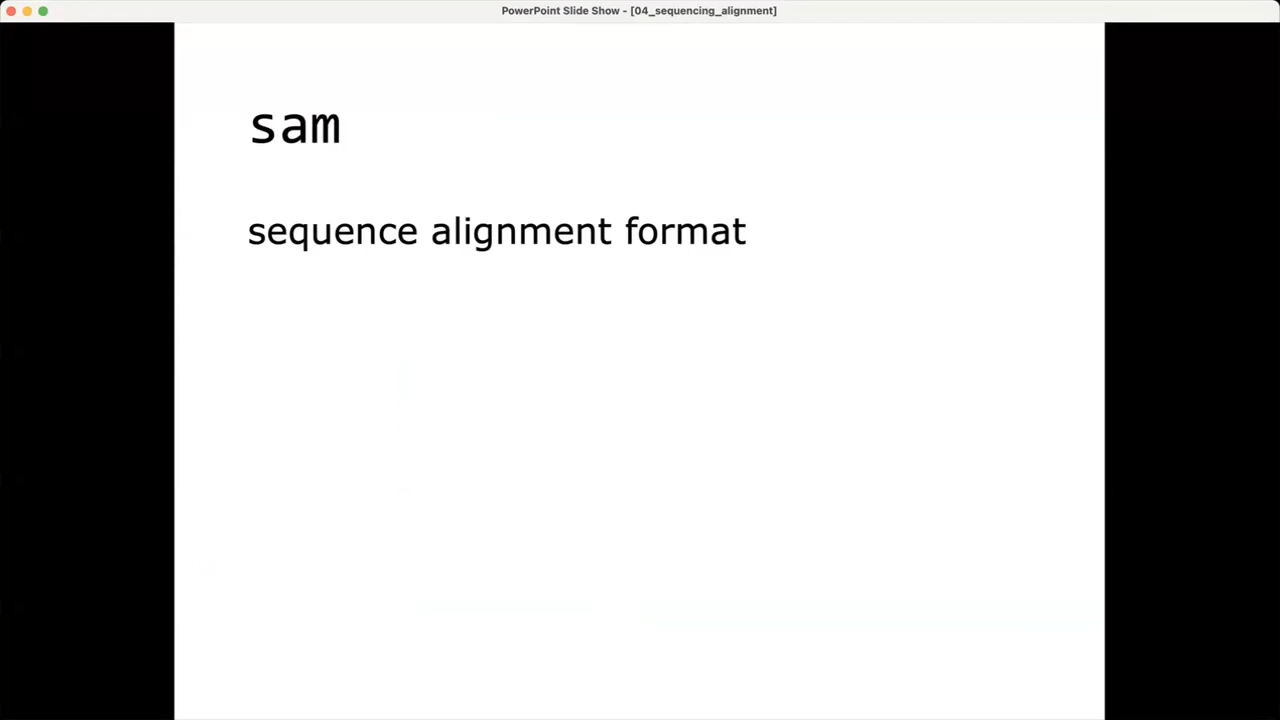 PowerPoint Slide Show - [04_sequencing_alignment]
sam
sequence alignment format